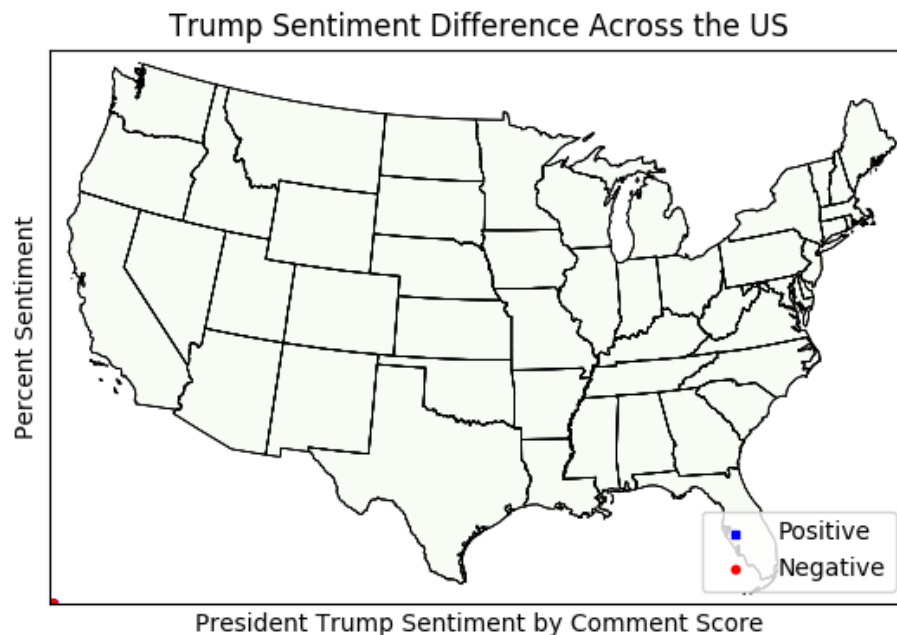 Trump Sentiment Difference Across the US
Percent Sentiment
Positive
Negative
President Trump Sentiment by Comment Score